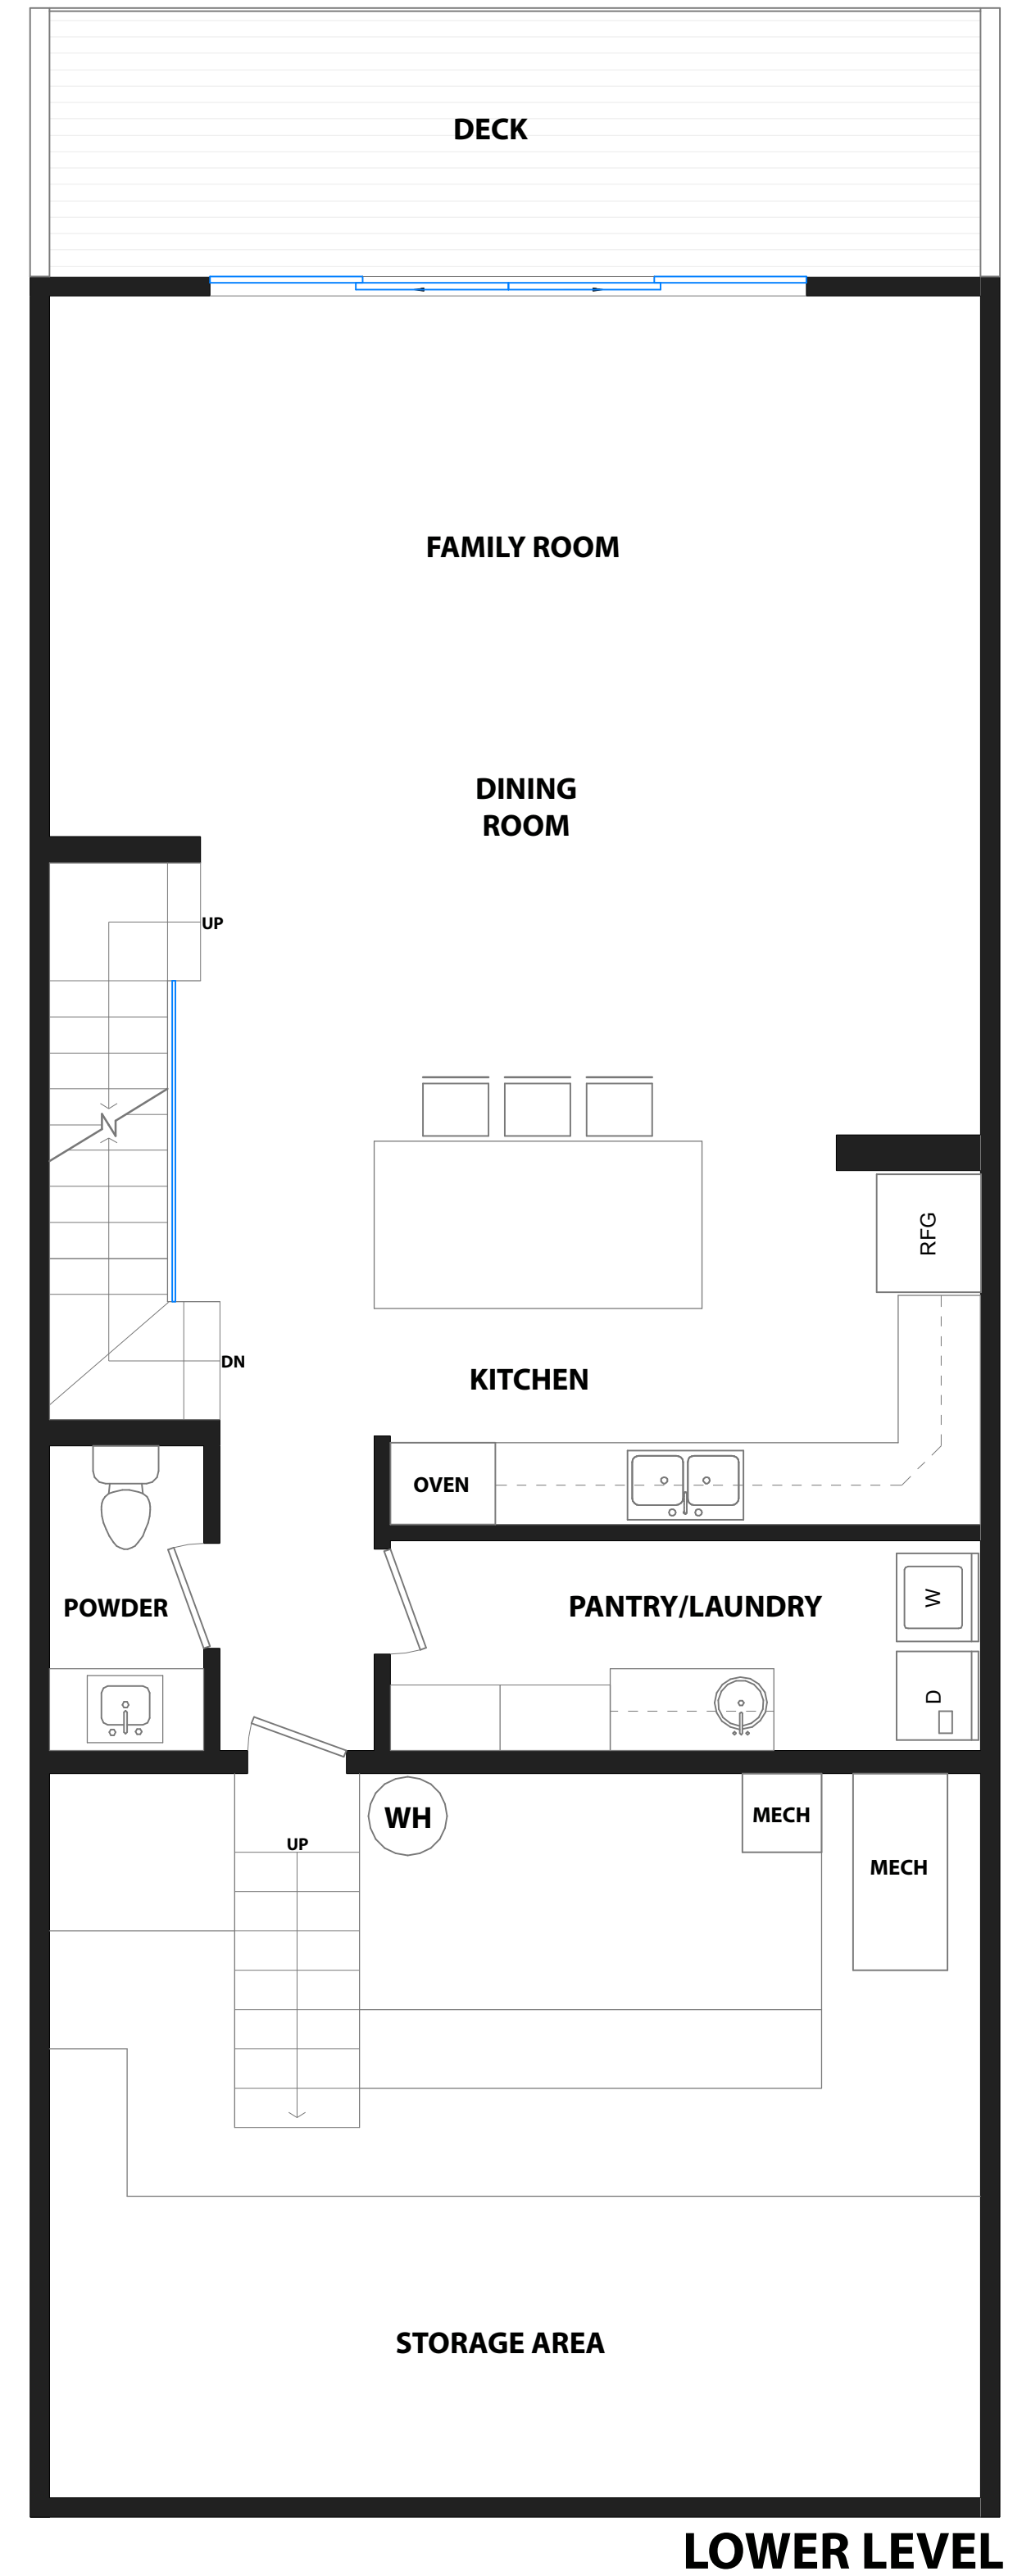 DECK
FAMILY ROOM
DINING
ROOM
UP
RFG
DN
KITCHEN
OVEN
POWDER
PANTRY/LAUNDRY
W
D
UP
WH
MECH
MECH
STORAGE AREA
LOWER LEVEL